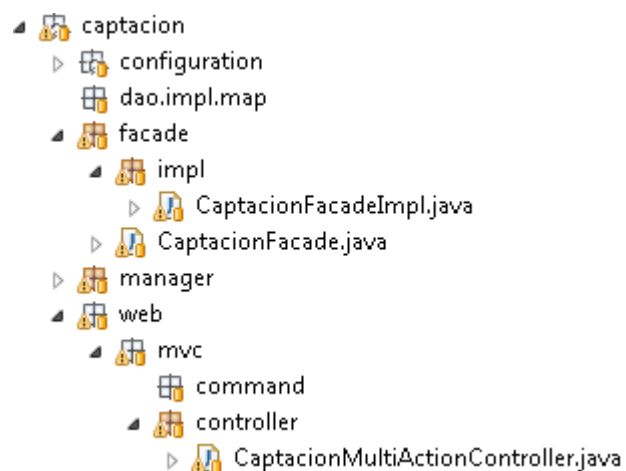 captacion
configuration
dao.impl.map
facade
impl
CaptacionFacadeImpl.java
CaptacionFacade.java
manager
web
mvc
command
controller
CaptacionMultiActionController.java